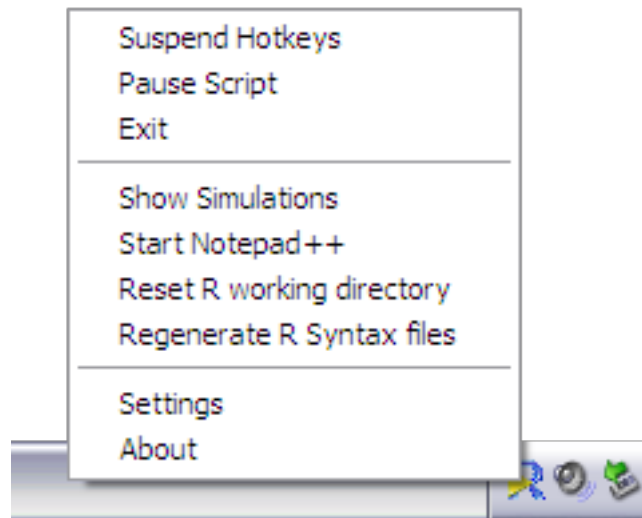 Suspend Hotkeys
Pause Script
Exit
Show Simulations
Start Notepad++
Reset R working directory
Regenerate R Syntax files
Settings
About